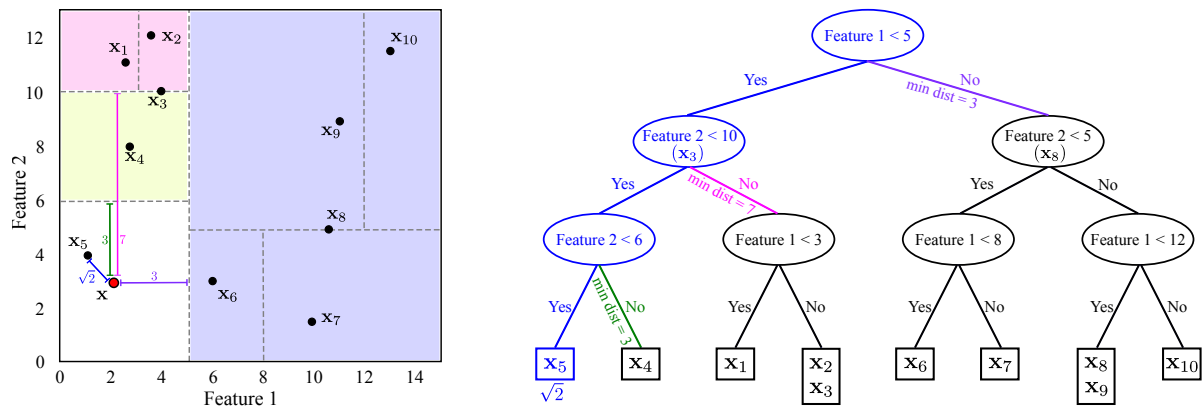 12
10
8
6
4
2
0
Feature 2
0
2
4
6
8
10
12
14
Feature 1
x₁
x₂
x₃
x₄
x₅
x₆
x₇
x₈
x₉
x₁₀
x
√2
3
7
3
Feature 1 < 5
Yes
No
min dist = 3
Feature 2 < 10
(x₃)
Feature 2 < 5
(x₈)
Yes
No
min dist = 7
Yes
No
Feature 2 < 6
Feature 1 < 3
Feature 1 < 8
Feature 1 < 12
Yes
No
min dist = 3
Yes
No
Yes
No
Yes
No
x₅
√2
x₄
x₁
x₂
x₃
x₆
x₇
x₈
x₉
x₁₀